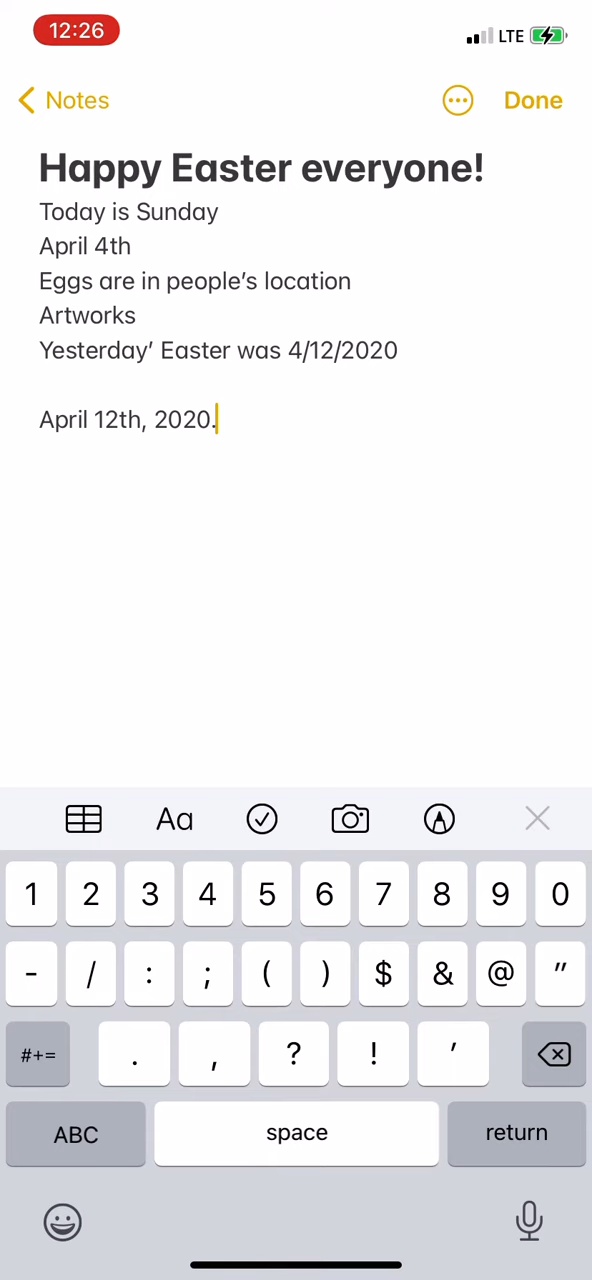 12:26 LTE
Notes Done
Happy Easter everyone!
Today is Sunday
April 4th
Eggs are in people’s location
Artworks
Yesterday’ Easter was 4/12/2020
April 12th, 2020.
Aa
1 2 3 4 5 6 7 8 9 0
- / : ; ( ) $ & @ ”
#+= . , ? ! ’
ABC space return